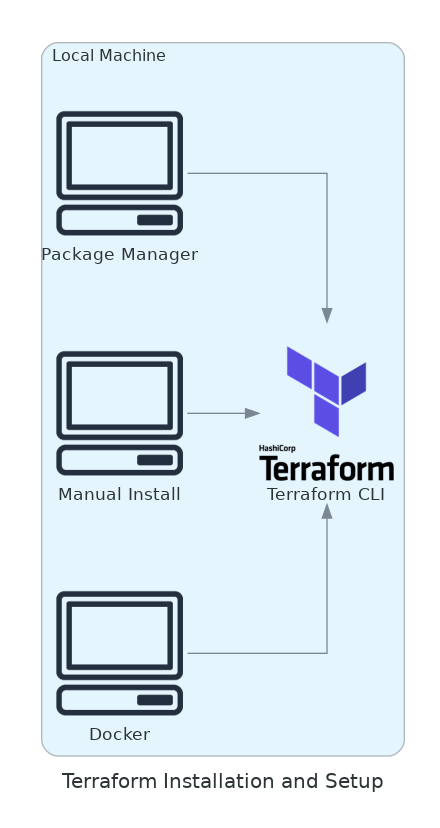 Local Machine
Package Manager
Manual Install
HashiCorp
Terraform
Terraform CLI
Docker
Terraform Installation and Setup